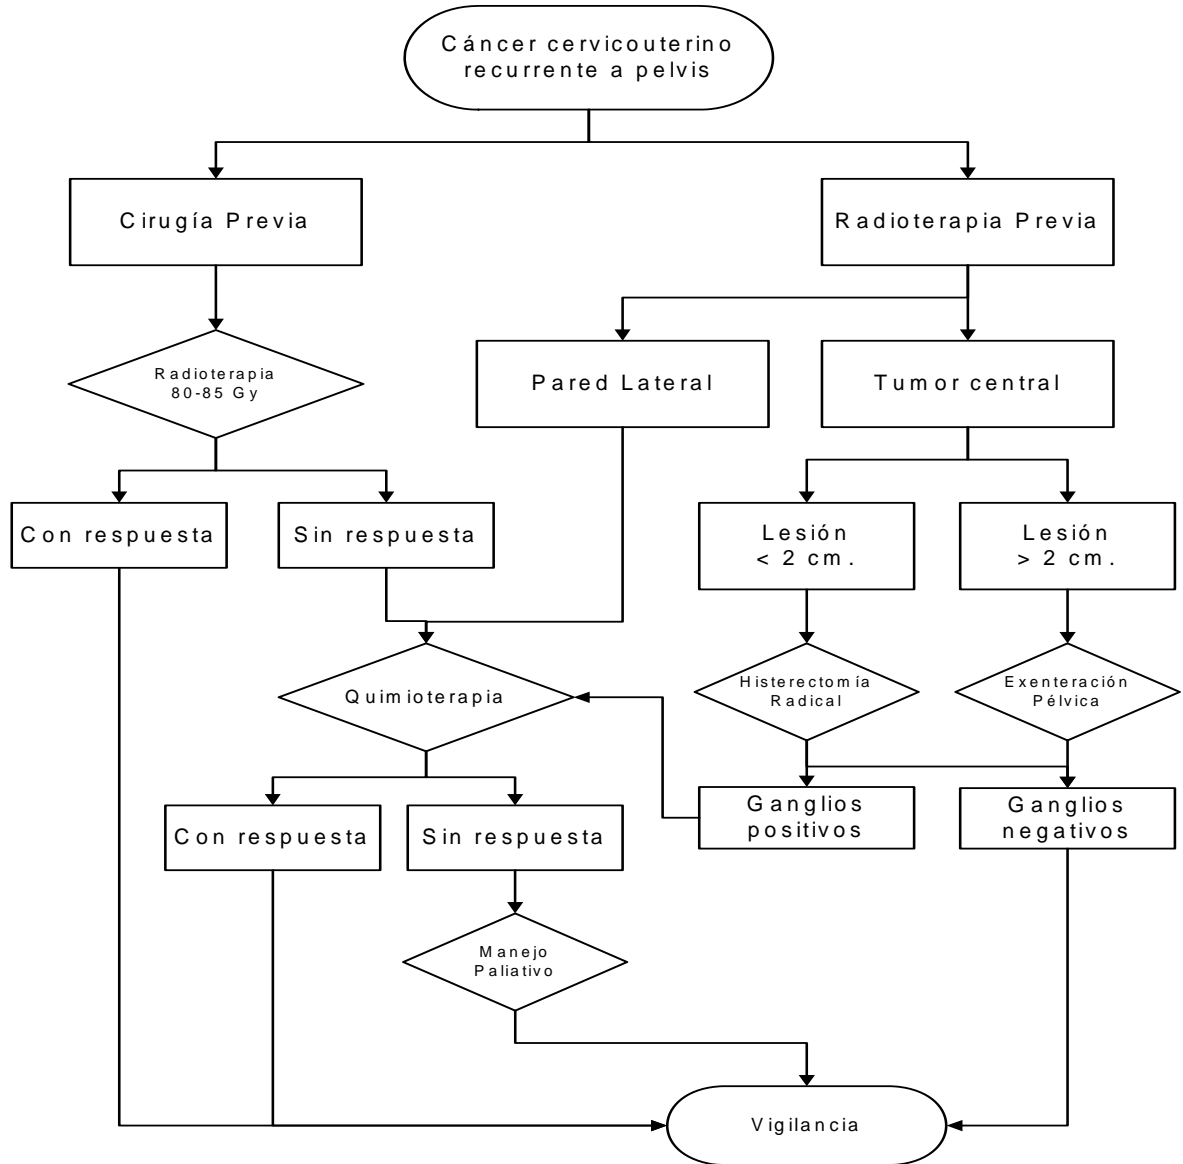 Cáncer cervicouterino
recurrente a pelvis
Cirugía Previa
Radioterapia Previa
Radioterapia
80-85 Gy
Pared Lateral
Tumor central
Con respuesta
Sin respuesta
Lesión
< 2 cm.
Lesión
> 2 cm.
Quimioterapia
Histerectomía
Radical
Exenteración
Pélvica
Con respuesta
Sin respuesta
Ganglios
positivos
Ganglios
negativos
Manejo
Paliativo
Vigilancia